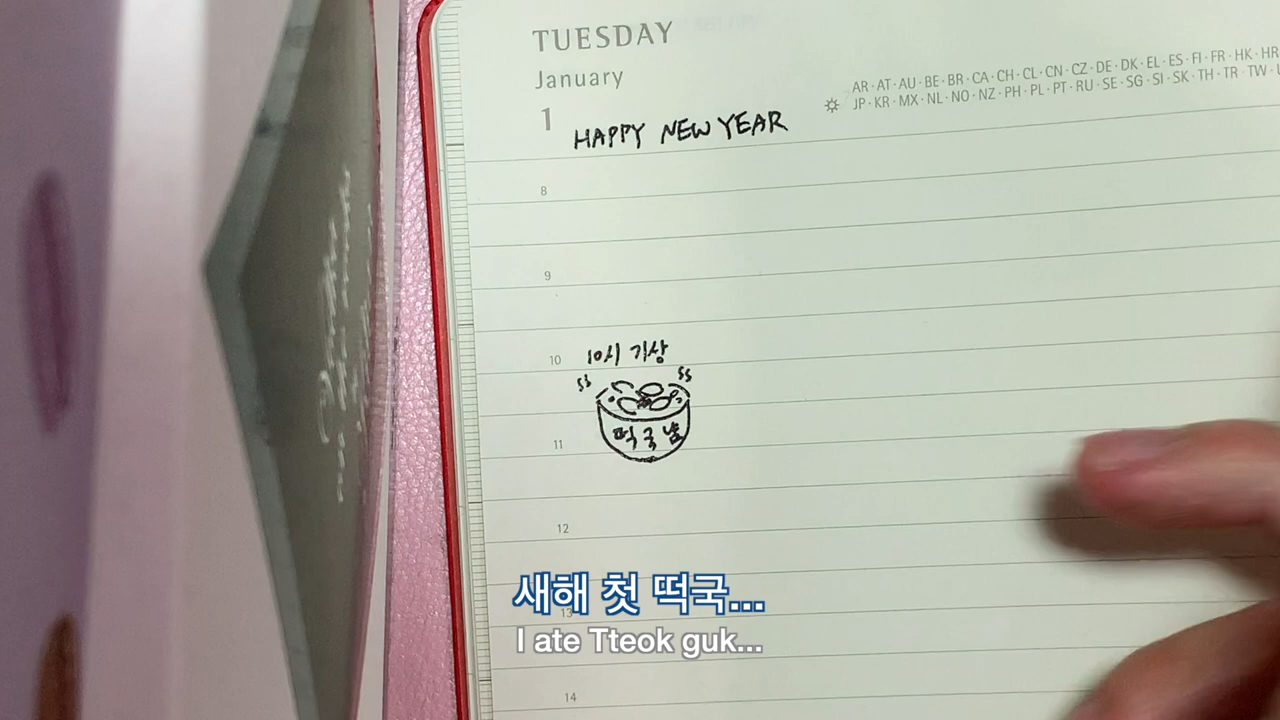 TUESDAY
January
AR·AT·AU·BE·BR·CA·CH·CL·CN·CZ·DE·DK·EL·ES·FI·FR·HK·HR
JP·KR·MX·NL·NO·NZ·PH·PL·PT·RU·SE·SG·SI·SK·TH·TR·TW
1 HAPPY NEW YEAR
8
9
10 10시 기상
11 떡국
12
새해 첫 떡국...
13
I ate Tteok guk...
14